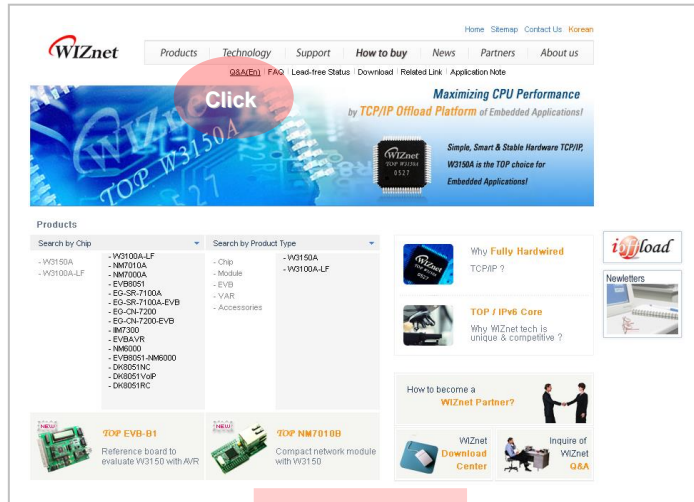 Home Sitemap Contact Us Korean
WIZnet
Products Technology Support How to buy News Partners About us
Q&A(En) FAQ Lead-free Status Download Related Link Application Note
Click
Maximizing CPU Performance
by TCP/IP Offload Platform of Embedded Applications!
WIZnet
TOP W3150A
WIZnet
TOP W3150A
0527
Simple, Smart & Stable Hardware TCP/IP,
W3150A is the TOP choice for
Embedded Applications!
Products
Search by Chip
- W3150A
- W3100A-LF
- W3100A-LF
- NM7010A
- NM7000A
- EVB8051
- EG-SR-7100A
- EG-SR-7100A-EVB
- EG-CN-7200
- EG-CN-7200-EVB
- IIM7300
- EVBAVR
- NM6000
- EVB8051-NM6000
- DK8051NC
- DK8051VoIP
- DK8051RC
Search by Product Type
- Chip
- Module
- EVB
- VAR
- Accessories
- W3150A
- W3100A-LF
WIZnet
Why Fully Hardwired
TCP/IP ?
TOP / IPv6 Core
Why WIZnet tech is
unique & competitive ?
iOffload
Newletters
How to become a
WIZnet Partner?
NEW
TOP EVB-B1
Reference board to
evaluate W3150 with AVR
NEW
TOP NM7010B
Compact network module
with W3150
WIZnet
Download
Center
Inquire of
WIZnet
Q&A